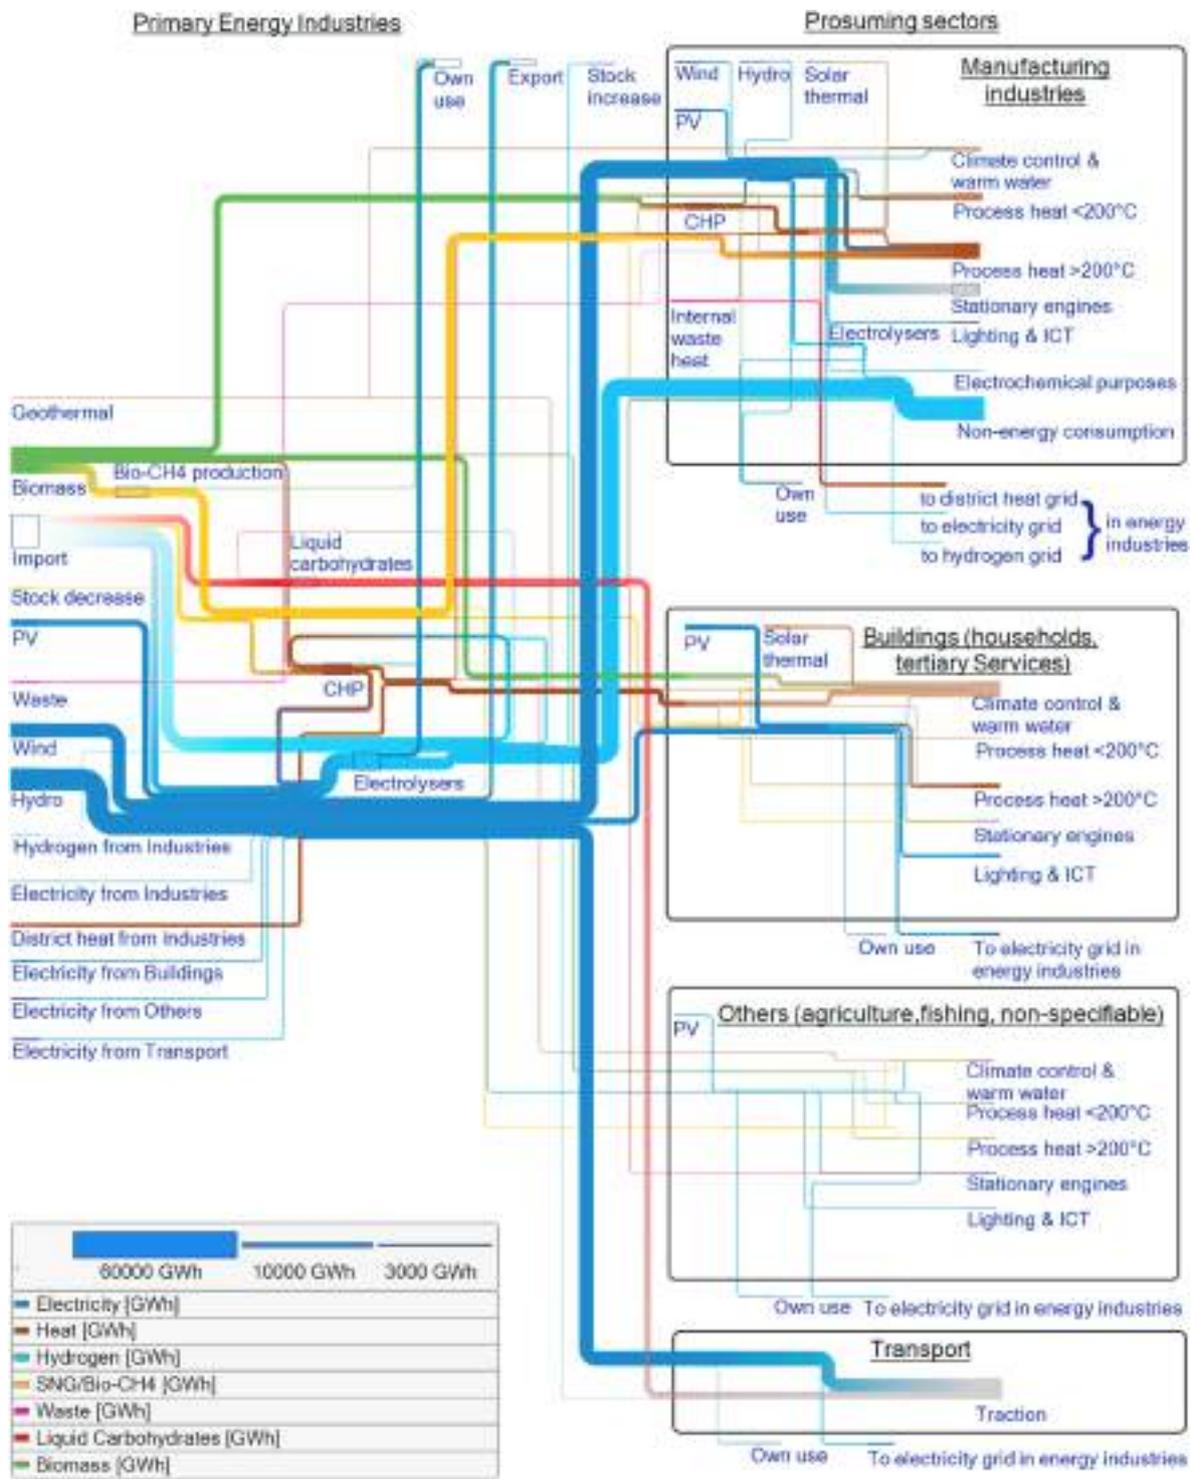 Primary Energy Industries
Prosuming sectors
Own
use
Export
Stock
increase
Wind
Hydro
Solar
thermal
Manufacturing
industries
PV
Climate control &
warm water
Process heat <200°C
CHP
Process heat >200°C
Stationary engines
Internal
waste
heat
Electrolysers
Lighting & ICT
Electrochemical purposes
Non-energy consumption
Own
use
to district heat grid
to electricity grid
to hydrogen grid
in energy
industries
Geothermal
Bio-CH4 production
Biomass
Import
Liquid
carbohydrates
Stock decrease
PV
Waste
CHP
Wind
Electrolysers
Hydro
Hydrogen from Industries
Electricity from Industries
District heat from Industries
Electricity from Buildings
Electricity from Others
Electricity from Transport
PV
Solar
thermal
Buildings (households,
tertiary Services)
Climate control &
warm water
Process heat <200°C
Process heat >200°C
Stationary engines
Lighting & ICT
Own use
To electricity grid in
energy industries
Others (agriculture,fishing, non-specifiable)
PV
Climate control &
warm water
Process heat <200°C
Process heat >200°C
Stationary engines
Lighting & ICT
Own use
To electricity grid in energy industries
Transport
Traction
Own use
To electricity grid in energy industries
60000 GWh
10000 GWh
3000 GWh
Electricity [GWh]
Heat [GWh]
Hydrogen [GWh]
SNG/Bio-CH4 [GWh]
Waste [GWh]
Liquid Carbohydrates [GWh]
Biomass [GWh]